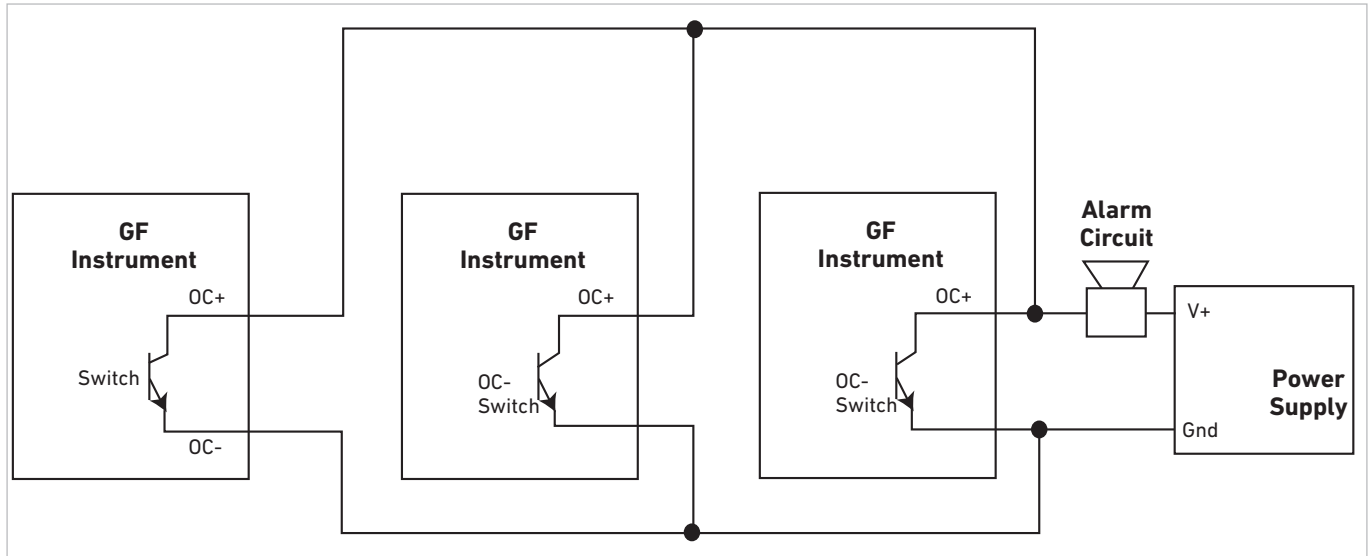 GF
Instrument
OC+
Switch
OC-
GF
Instrument
OC+
OC-
Switch
GF
Instrument
OC+
OC-
Switch
Alarm
Circuit
V+
Power
Supply
Gnd